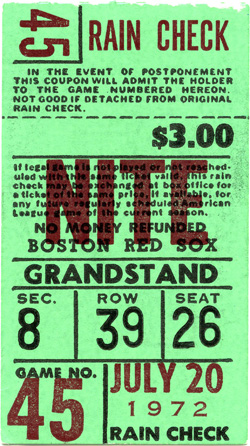 45
RAIN CHECK
IN THE EVENT OF POSTPONEMENT
THIS COUPON WILL ADMIT THE HOLDER
TO THE GAME NUMBERED HEREON.
NOT GOOD IF DETACHED FROM ORIGINAL
RAIN CHECK.
$3.00
If legal game is not played or not resched-
uled with the same ticket valid, this rain
check may be exchanged at box office for
a ticket of the same price, if available, for
any future regularly scheduled American
League game of the current season.
NITE
NO MONEY REFUNDED
BOSTON RED SOX
GRANDSTAND
SEC. ROW SEAT
8 39 26
GAME NO.
45
JULY 20
1972
RAIN CHECK